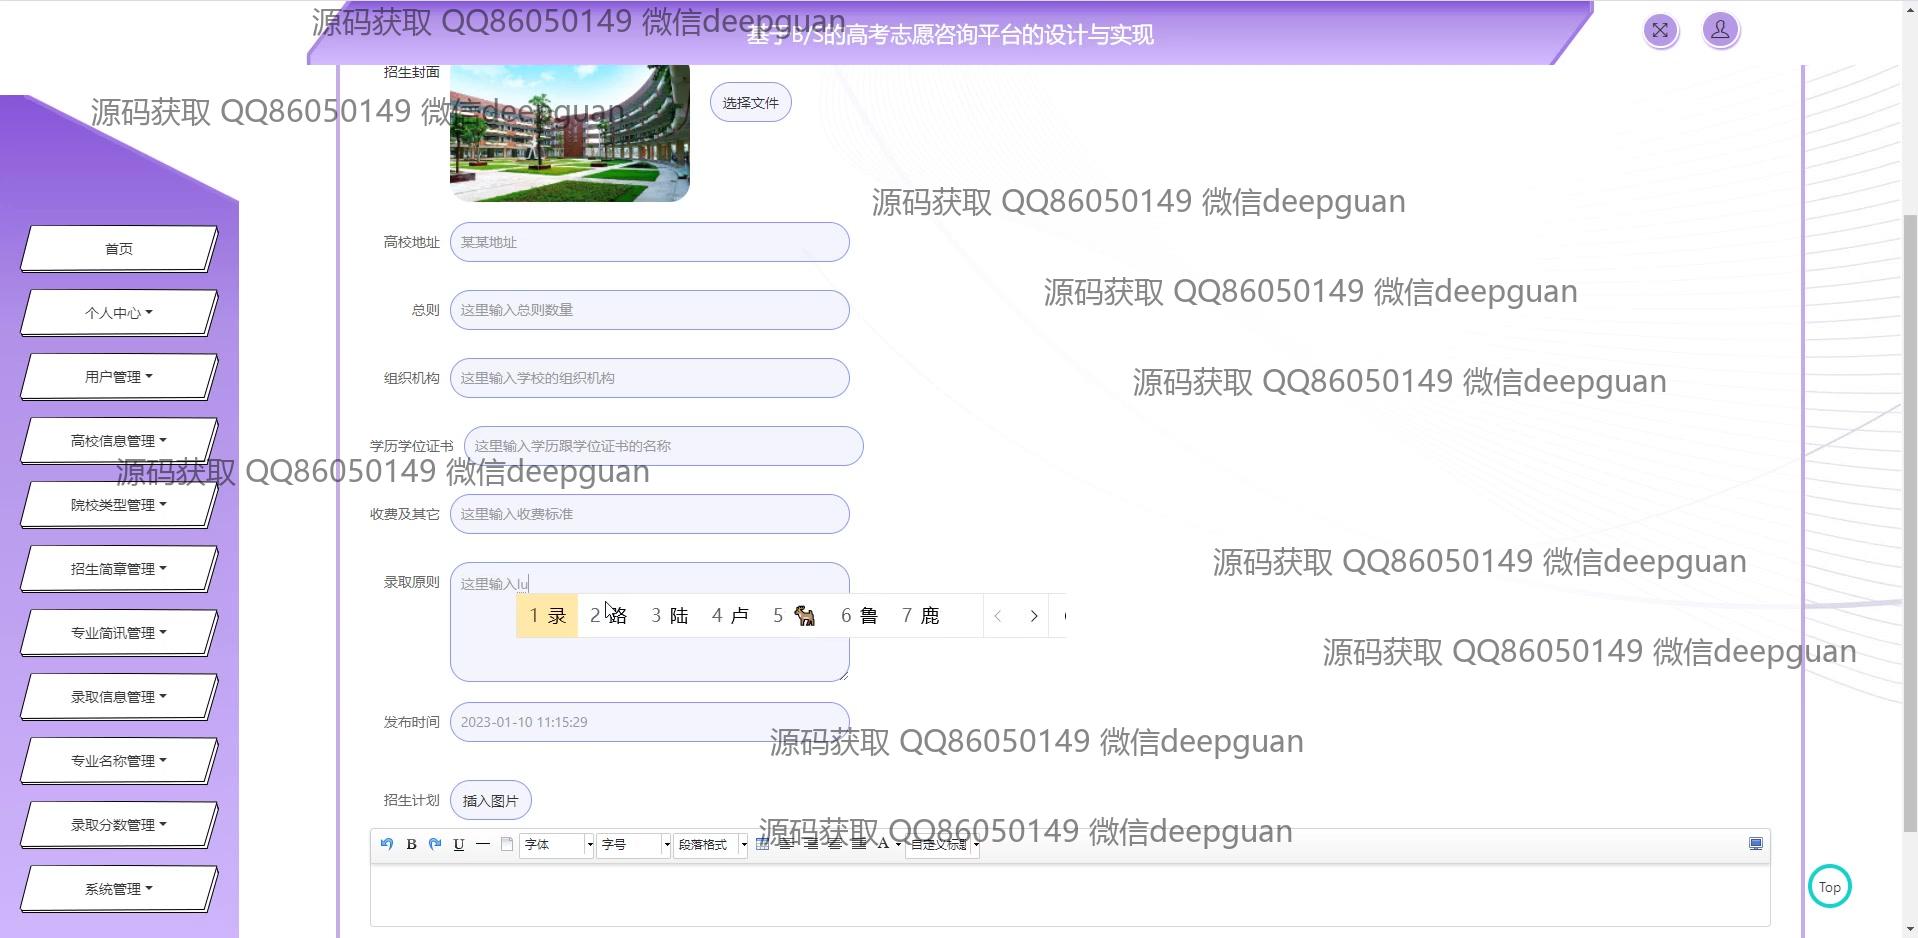 源码获取 QQ86050149 微信deepguan
基于B/S的高考志愿咨询平台的设计与实现
招生封面
选择文件
源码获取 QQ86050149 微信deepguan
源码获取 QQ86050149 微信deepguan
首页
高校地址 某某地址
源码获取 QQ86050149 微信deepguan
个人中心
总则 这里输入总则数量
用户管理
组织机构 这里输入学校的组织机构
源码获取 QQ86050149 微信deepguan
高校信息管理
学历学位证书 这里输入学历跟学位证书的名称
源码获取 QQ86050149 微信deepguan
院校类型管理
收费及其它 这里输入收费标准
源码获取 QQ86050149 微信deepguan
招生简章管理
录取原则 这里输入lu
1 录 2 路 3 陆 4 卢 5 6 鲁 7 鹿
专业简讯管理
源码获取 QQ86050149 微信deepguan
录取信息管理
发布时间 2023-01-10 11:15:29
源码获取 QQ86050149 微信deepguan
专业名称管理
招生计划 插入图片
录取分数管理
源码获取 QQ86050149 微信deepguan
B U 字体 字号 段落格式 A 自定义标题
系统管理
Top